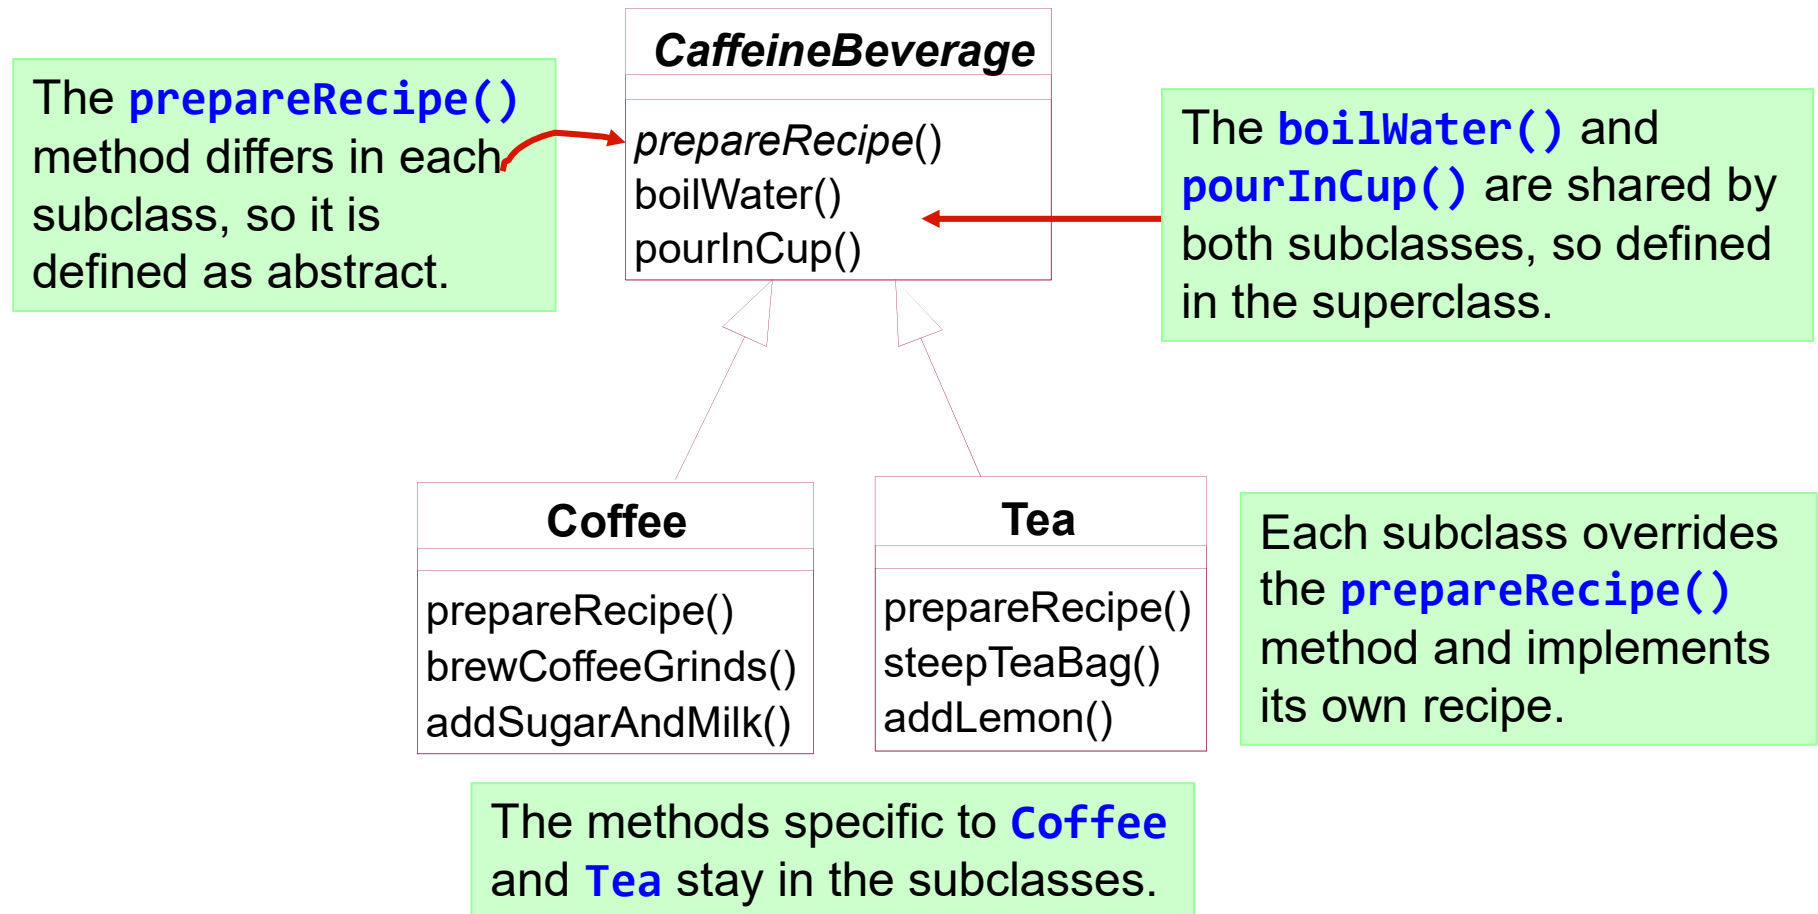 CaffeineBeverage
prepareRecipe()
boilWater()
pourInCup()
The prepareRecipe()
method differs in each
subclass, so it is
defined as abstract.
The boilWater() and
pourInCup() are shared by
both subclasses, so defined
in the superclass.
Coffee
prepareRecipe()
brewCoffeeGrinds()
addSugarAndMilk()
Tea
prepareRecipe()
steepTeaBag()
addLemon()
Each subclass overrides
the prepareRecipe()
method and implements
its own recipe.
The methods specific to Coffee
and Tea stay in the subclasses.